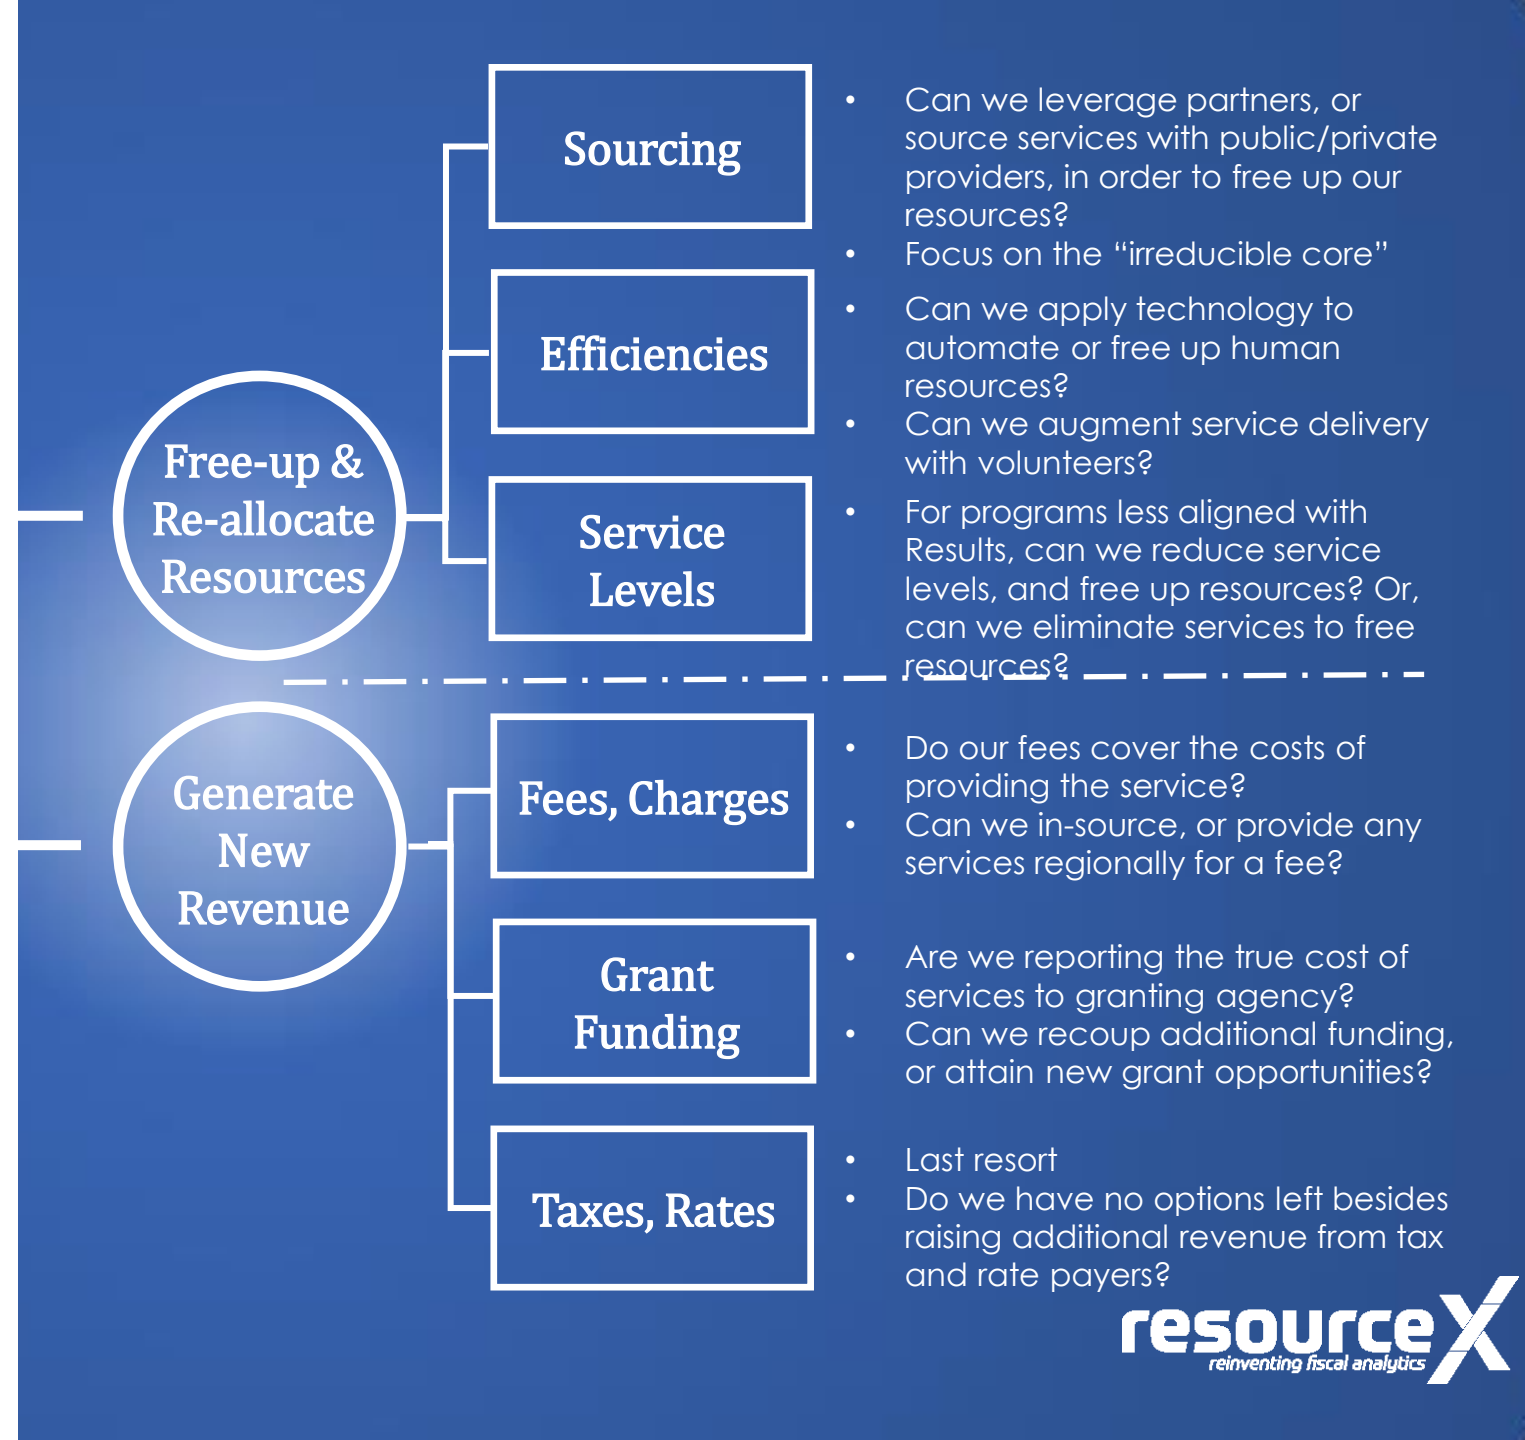 Free-up &
Re-allocate
Resources
Sourcing
• Can we leverage partners, or
source services with public/private
providers, in order to free up our
resources?
• Focus on the “irreducible core”
Efficiencies
• Can we apply technology to
automate or free up human
resources?
• Can we augment service delivery
with volunteers?
Service
Levels
• For programs less aligned with
Results, can we reduce service
levels, and free up resources? Or,
can we eliminate services to free
resources?
Generate
New
Revenue
Fees, Charges
• Do our fees cover the costs of
providing the service?
• Can we in-source, or provide any
services regionally for a fee?
Grant
Funding
• Are we reporting the true cost of
services to granting agency?
• Can we recoup additional funding,
or attain new grant opportunities?
Taxes, Rates
• Last resort
• Do we have no options left besides
raising additional revenue from tax
and rate payers?
resourceX
reinventing fiscal analytics